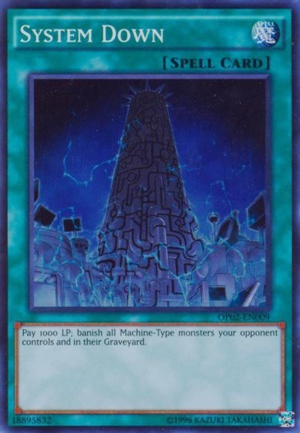 SYSTEM DOWN
SPELL
[SPELL CARD]
OP02-EN009
Pay 1000 LP; banish all Machine-Type monsters your opponent
controls and in their Graveyard.
18895832
©1996 KAZUKI TAKAHASHI